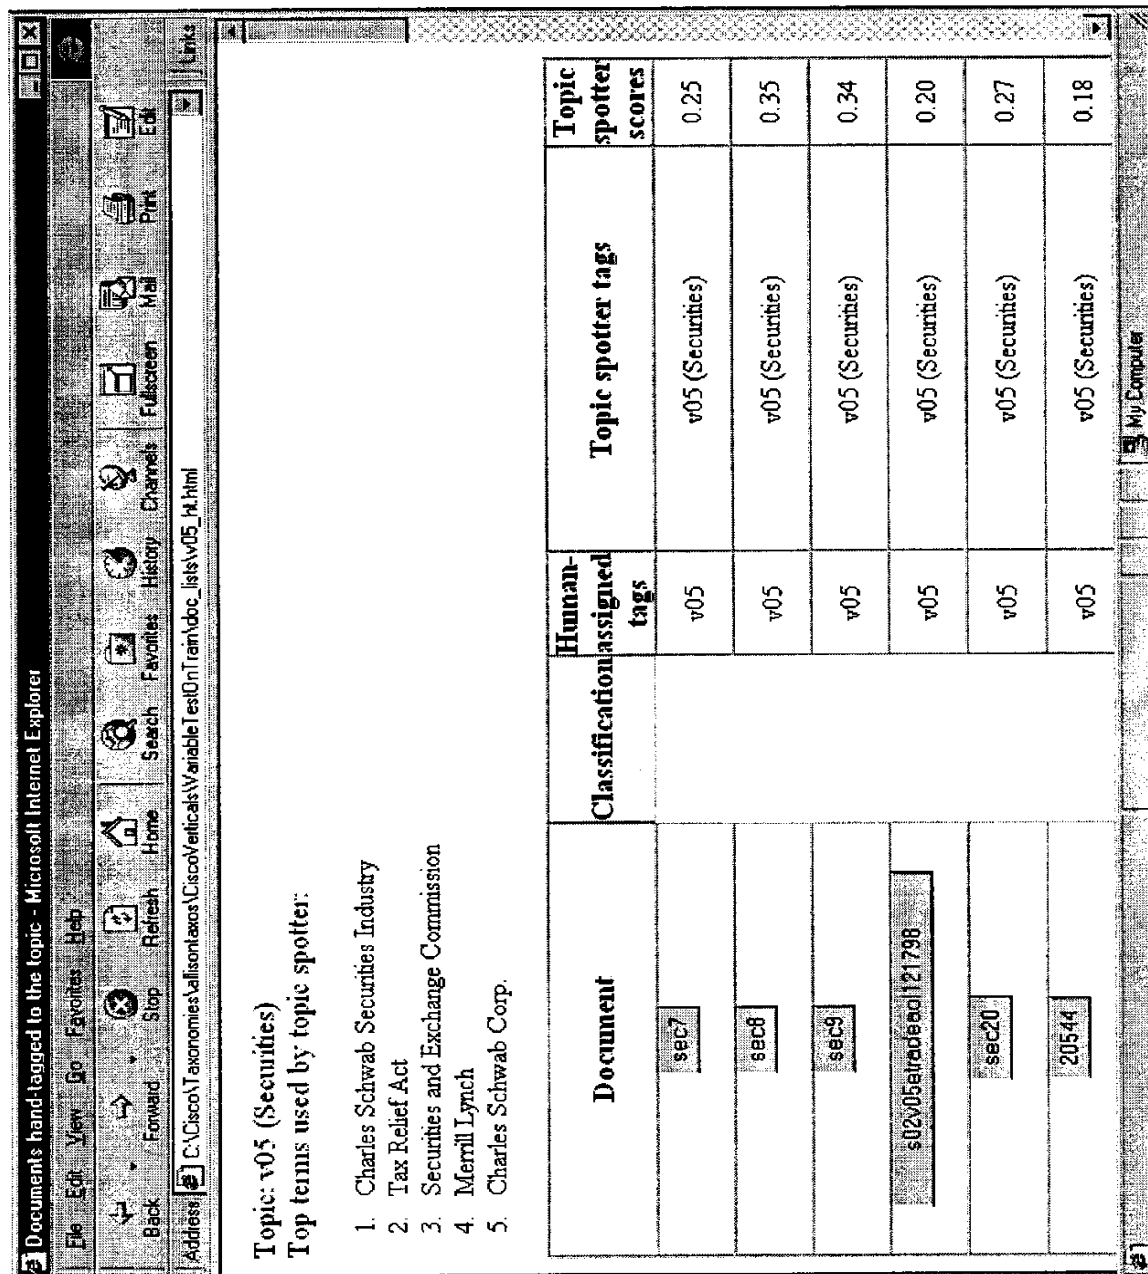 Documents hand-tagged to the topic - Microsoft Internet Explorer
File Edit View Go Favorites Help
Back Forward Stop Refresh Home Search Favorites History Channels Fullscreen Mail Print Edit
Address C:\Cisco\Taxonomies\allisontaxos\CiscoVerticals\VariableTestOnTrain\doc_lists\v05_ht.html Links
Topic: v05 (Securities)
Top terms used by topic spotter:
1. Charles Schwab Securities Industry
2. Tax Relief Act
3. Securities and Exchange Commission
4. Merrill Lynch
5. Charles Schwab Corp.
Document Classification Human-assigned tags Topic spotter tags Topic spotter scores
sec7 v05 v05 (Securities) 0.25
sec8 v05 v05 (Securities) 0.35
sec9 v05 v05 (Securities) 0.34
s02v05etradeaol121798 v05 v05 (Securities) 0.20
sec20 v05 v05 (Securities) 0.27
20544 v05 v05 (Securities) 0.18
My Computer